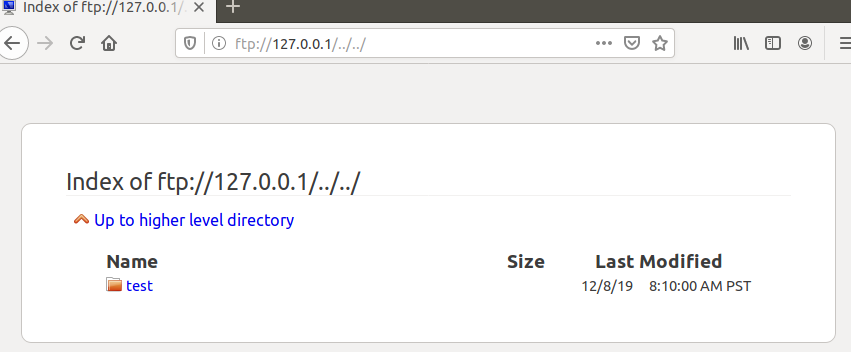 Index of ftp://127.0.0.1/.
ftp://127.0.0.1/../../
Index of ftp://127.0.0.1/../../
Up to higher level directory
Name Size Last Modified
test 12/8/19 8:10:00 AM PST